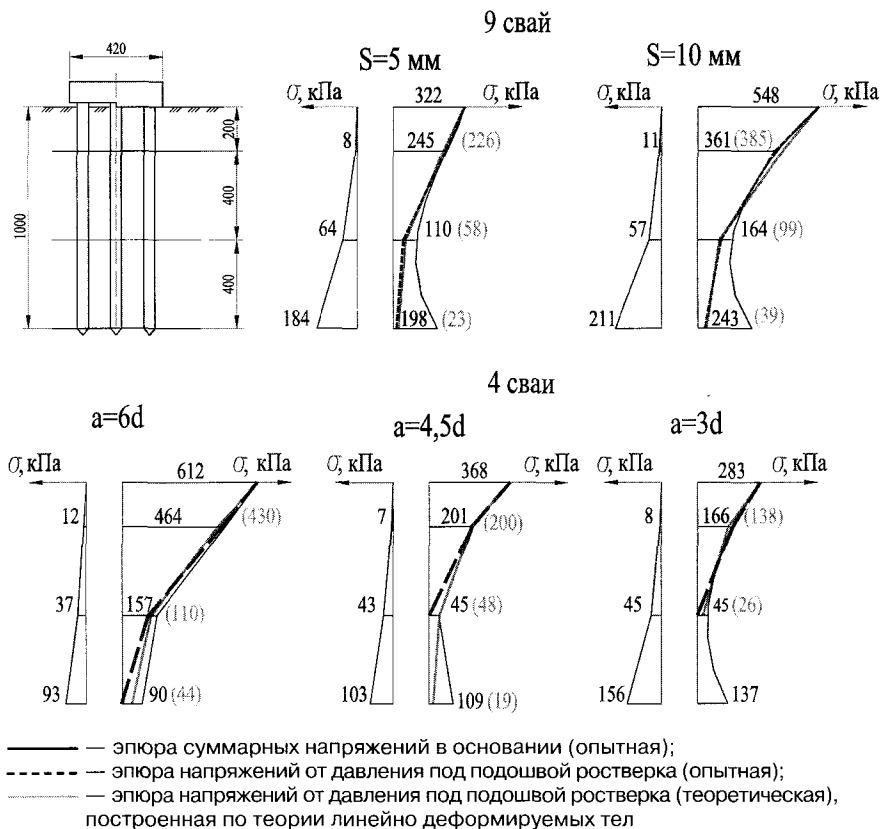 9 свай
S=5 мм
S=10 мм
420
200
400
400
1000
σ, кПа
322
σ, кПа
8
245 (226)
64
110 (58)
184
198 (23)
σ, кПа
548
σ, кПа
11
361 (385)
57
164 (99)
211
243 (39)
4 сваи
a=6d
a=4,5d
a=3d
σ, кПа
612
σ, кПа
12
464 (430)
37
157 (110)
93
90 (44)
σ, кПа
368
σ, кПа
7
201 (200)
43
45 (48)
103
109 (19)
σ, кПа
283
σ, кПа
8
166 (138)
45
45 (26)
156
137
— эпюра суммарных напряжений в основании (опытная);
— эпюра напряжений от давления под подошвой ростверка (опытная);
— эпюра напряжений от давления под подошвой ростверка (теоретическая),
построенная по теории линейно деформируемых тел